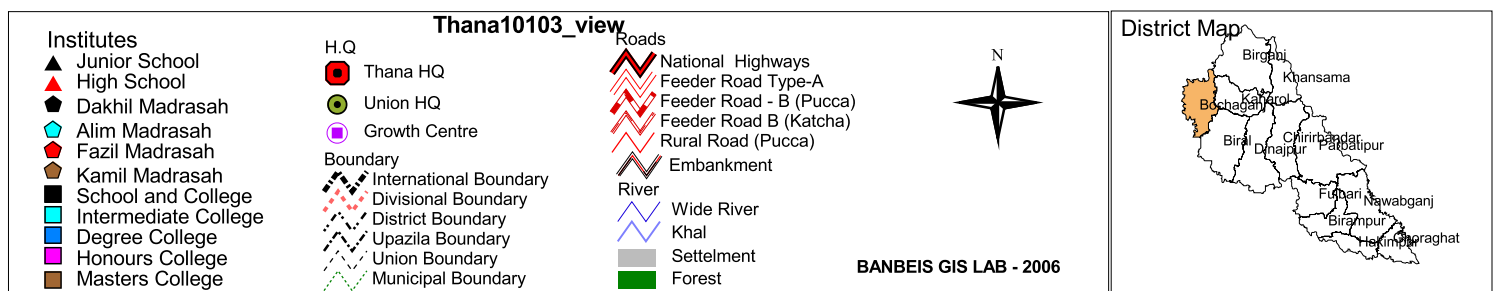 Thana10103_view
Institutes
Junior School
High School
Dakhil Madrasah
Alim Madrasah
Fazil Madrasah
Kamil Madrasah
School and College
Intermediate College
Degree College
Honours College
Masters College
H.Q
Thana HQ
Union HQ
Growth Centre
Boundary
International Boundary
Divisional Boundary
District Boundary
Upazila Boundary
Union Boundary
Municipal Boundary
Roads
National Highways
Feeder Road Type-A
Feeder Road - B (Pucca)
Feeder Road B (Katcha)
Rural Road (Pucca)
Embankment
River
Wide River
Khal
Settelment
Forest
N
BANBEIS GIS LAB - 2006
District Map
Birganj
Khansama
Kaharol
Bochaganj
Biral
Dinajpur
Chirirbandar
Parbatipur
Fulbari
Nawabganj
Birampur
Hakimpur
Ghoraghat